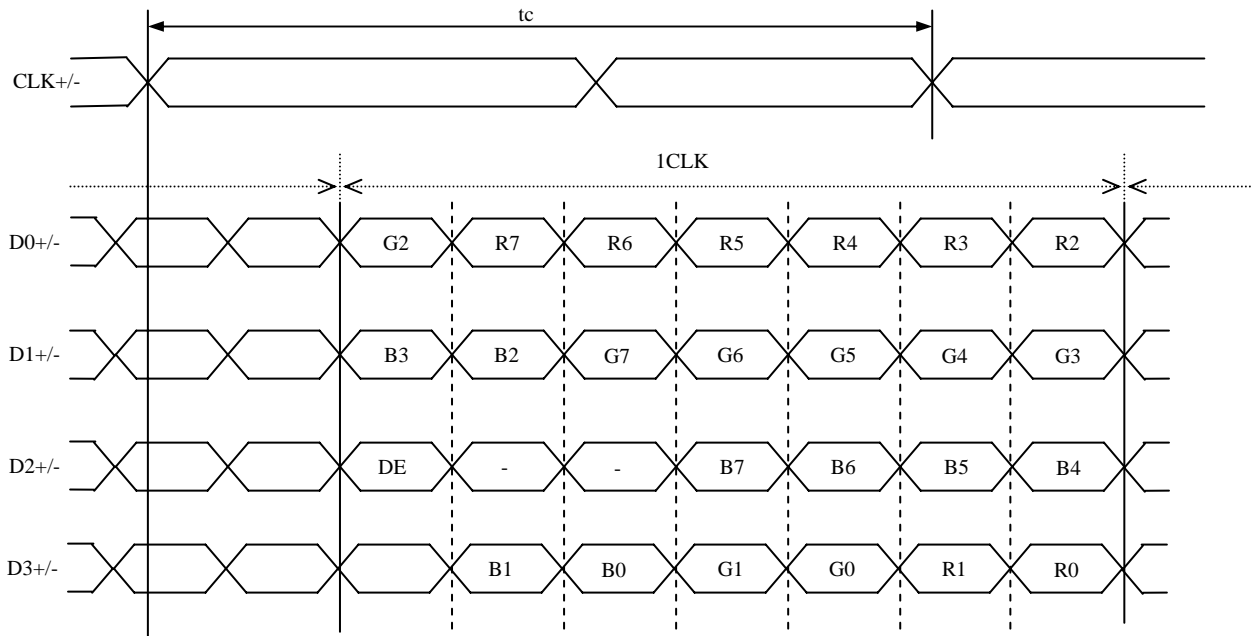 tc
CLK+/-
1CLK
D0+/- G2 R7 R6 R5 R4 R3 R2
D1+/- B3 B2 G7 G6 G5 G4 G3
D2+/- DE - - B7 B6 B5 B4
D3+/- B1 B0 G1 G0 R1 R0